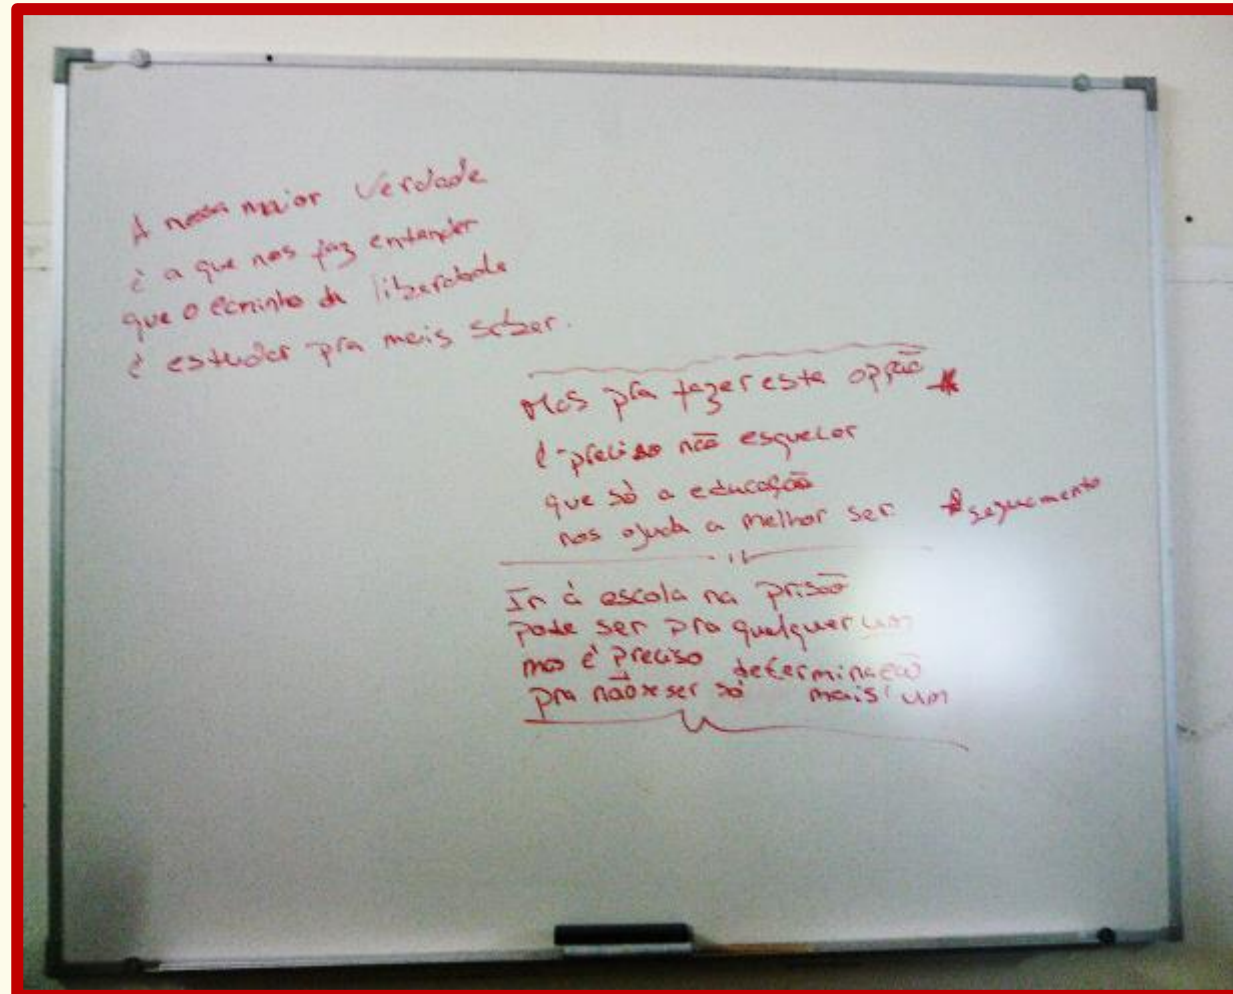 A nossa maior Verdade
é a que nos faz entender
que o caminho da liberdade
é estudar pra mais saber.
Mas pra fazer esta opção *
é preciso não esquecer
que só a educação
nos ajuda a melhor ser
* seguemento
Ir à escola na prisão
pode ser pra qualquer um
mas é preciso determinação
pra não se ser só mais um